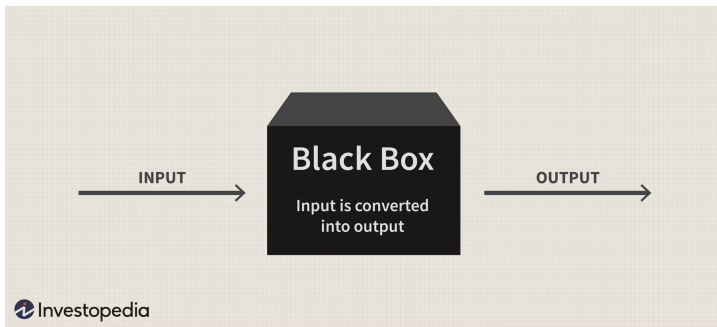 Black Box
INPUT
OUTPUT
Input is converted
into output
Investopedia